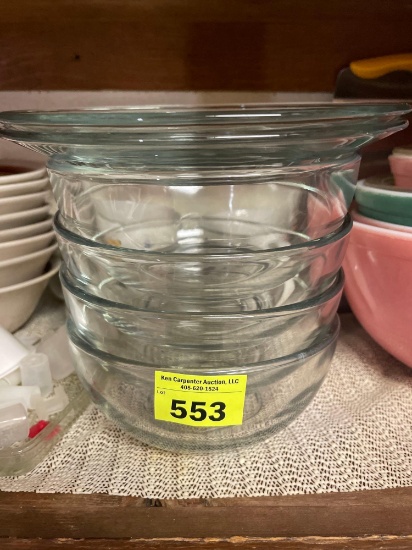 Ken Carpenter Auction, LLC
405-620-1524
LOT
553